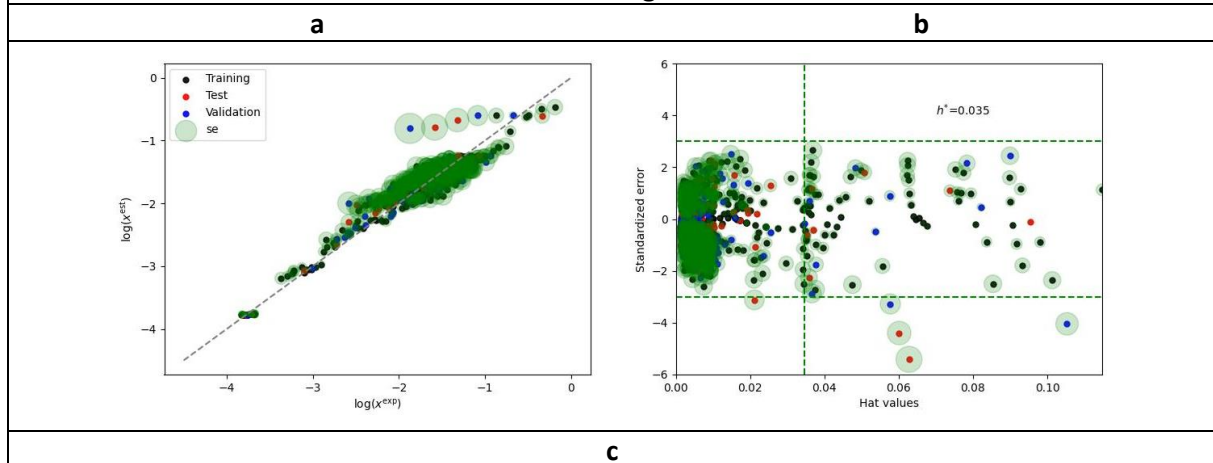 a
b
0
−1
−2
−3
−4
−4
−3
−2
−1
0
log(x^est)
log(x^exp)
Training
Test
Validation
se
6
4
2
0
−2
−4
−6
0.00
0.02
0.04
0.06
0.08
0.10
Standardized error
Hat values
h*=0.035
c